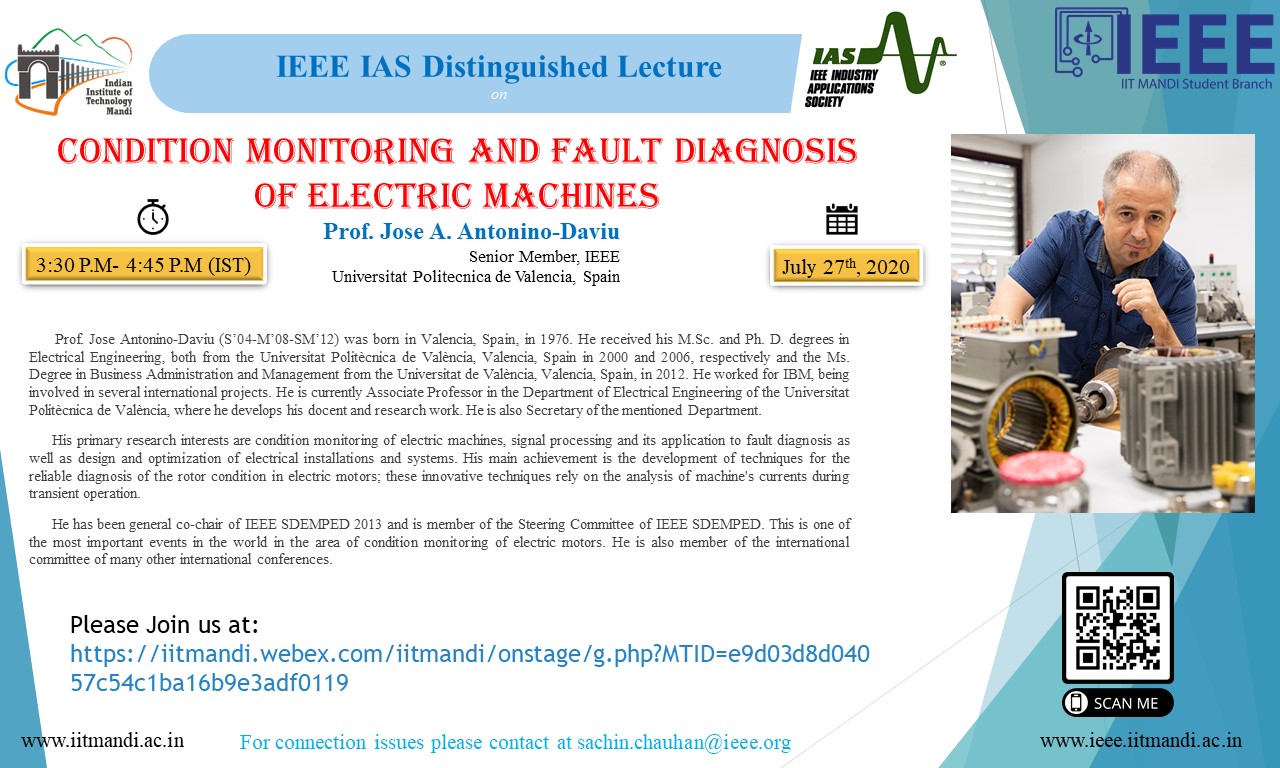 Indian
Institute of
Technology
Mandi
IEEE IAS Distinguished Lecture
on
IAS
IEEE INDUSTRY
APPLICATIONS
SOCIETY
®
IEEE
IIT MANDI Student Branch
CONDITION MONITORING AND FAULT DIAGNOSIS
OF ELECTRIC MACHINES
Prof. Jose A. Antonino-Daviu
Senior Member, IEEE
Universitat Politecnica de Valencia, Spain
3:30 P.M- 4:45 P.M (IST)
July 27th, 2020
Prof. Jose Antonino-Daviu (S’04-M’08-SM’12) was born in Valencia, Spain, in 1976. He received his M.Sc. and Ph. D. degrees in
Electrical Engineering, both from the Universitat Politècnica de València, Valencia, Spain in 2000 and 2006, respectively and the Ms.
Degree in Business Administration and Management from the Universitat de València, Valencia, Spain, in 2012. He worked for IBM, being
involved in several international projects. He is currently Associate Professor in the Department of Electrical Engineering of the Universitat
Politècnica de València, where he develops his docent and research work. He is also Secretary of the mentioned Department.
His primary research interests are condition monitoring of electric machines, signal processing and its application to fault diagnosis as
well as design and optimization of electrical installations and systems. His main achievement is the development of techniques for the
reliable diagnosis of the rotor condition in electric motors; these innovative techniques rely on the analysis of machine's currents during
transient operation.
He has been general co-chair of IEEE SDEMPED 2013 and is member of the Steering Committee of IEEE SDEMPED. This is one of
the most important events in the world in the area of condition monitoring of electric motors. He is also member of the international
committee of many other international conferences.
Please Join us at:
https://iitmandi.webex.com/iitmandi/onstage/g.php?MTID=e9d03d8d040
57c54c1ba16b9e3adf0119
SCAN ME
www.iitmandi.ac.in
For connection issues please contact at sachin.chauhan@ieee.org
www.ieee.iitmandi.ac.in